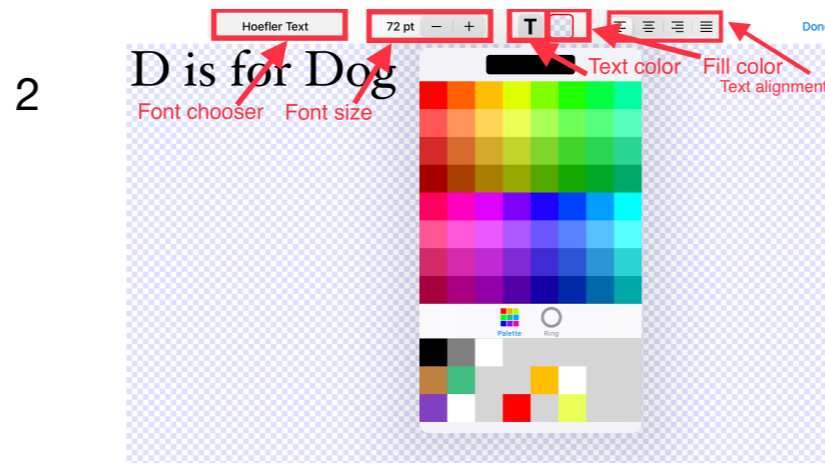 Hoefler Text 72 pt − + T Don
D is for Dog
Text color Fill color
Text alignment
2
Font chooser Font size
Palette Ring